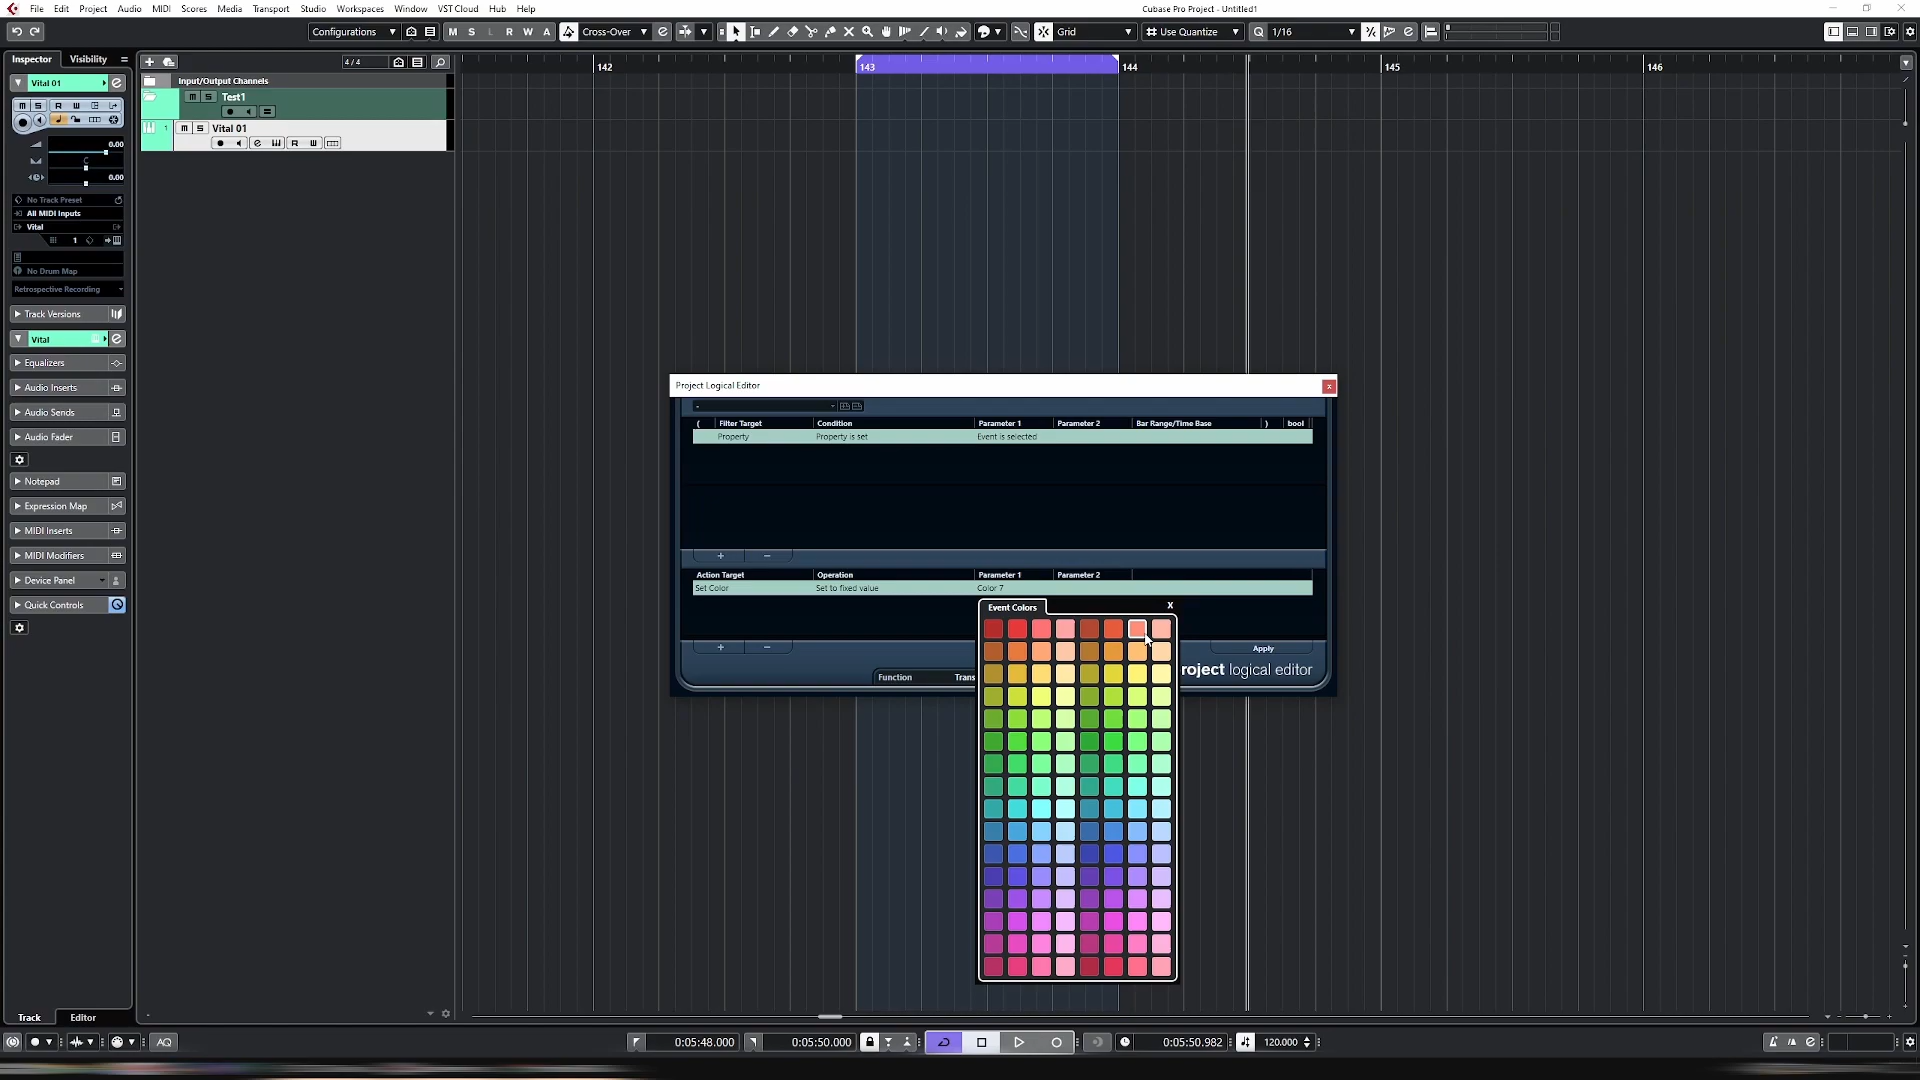 File Edit Project Audio MIDI Scores Media Transport Studio Workspaces Window VST Cloud Hub Help
Cubase Pro Project - Untitled1
Configurations M S L R W A Cross-Over Grid Use Quantize Q 1/16
Inspector Visibility
4 / 4
142 143 144 145 146
Vital 01
Input/Output Channels
M S Test1
M S R W
1 M S Vital 01
R W
0.00
C
0.00
No Track Preset
All MIDI Inputs
Vital
1
No Drum Map
Retrospective Recording
Track Versions
Vital
Equalizers
Audio Inserts
Audio Sends
Audio Fader
Notepad
Expression Map
MIDI Inserts
MIDI Modifiers
Device Panel
Quick Controls
Project Logical Editor x
-
( Filter Target Condition Parameter 1 Parameter 2 Bar Range/Time Base ) bool
Property Property is set Event is selected
+ −
Action Target Operation Parameter 1 Parameter 2
Set Color Set to fixed value Color 7
Event Colors X
+ − Apply
roject logical editor
Function Trans
Track Editor
AQ
0:05:48.000 0:05:50.000 0:05:50.982 120.000